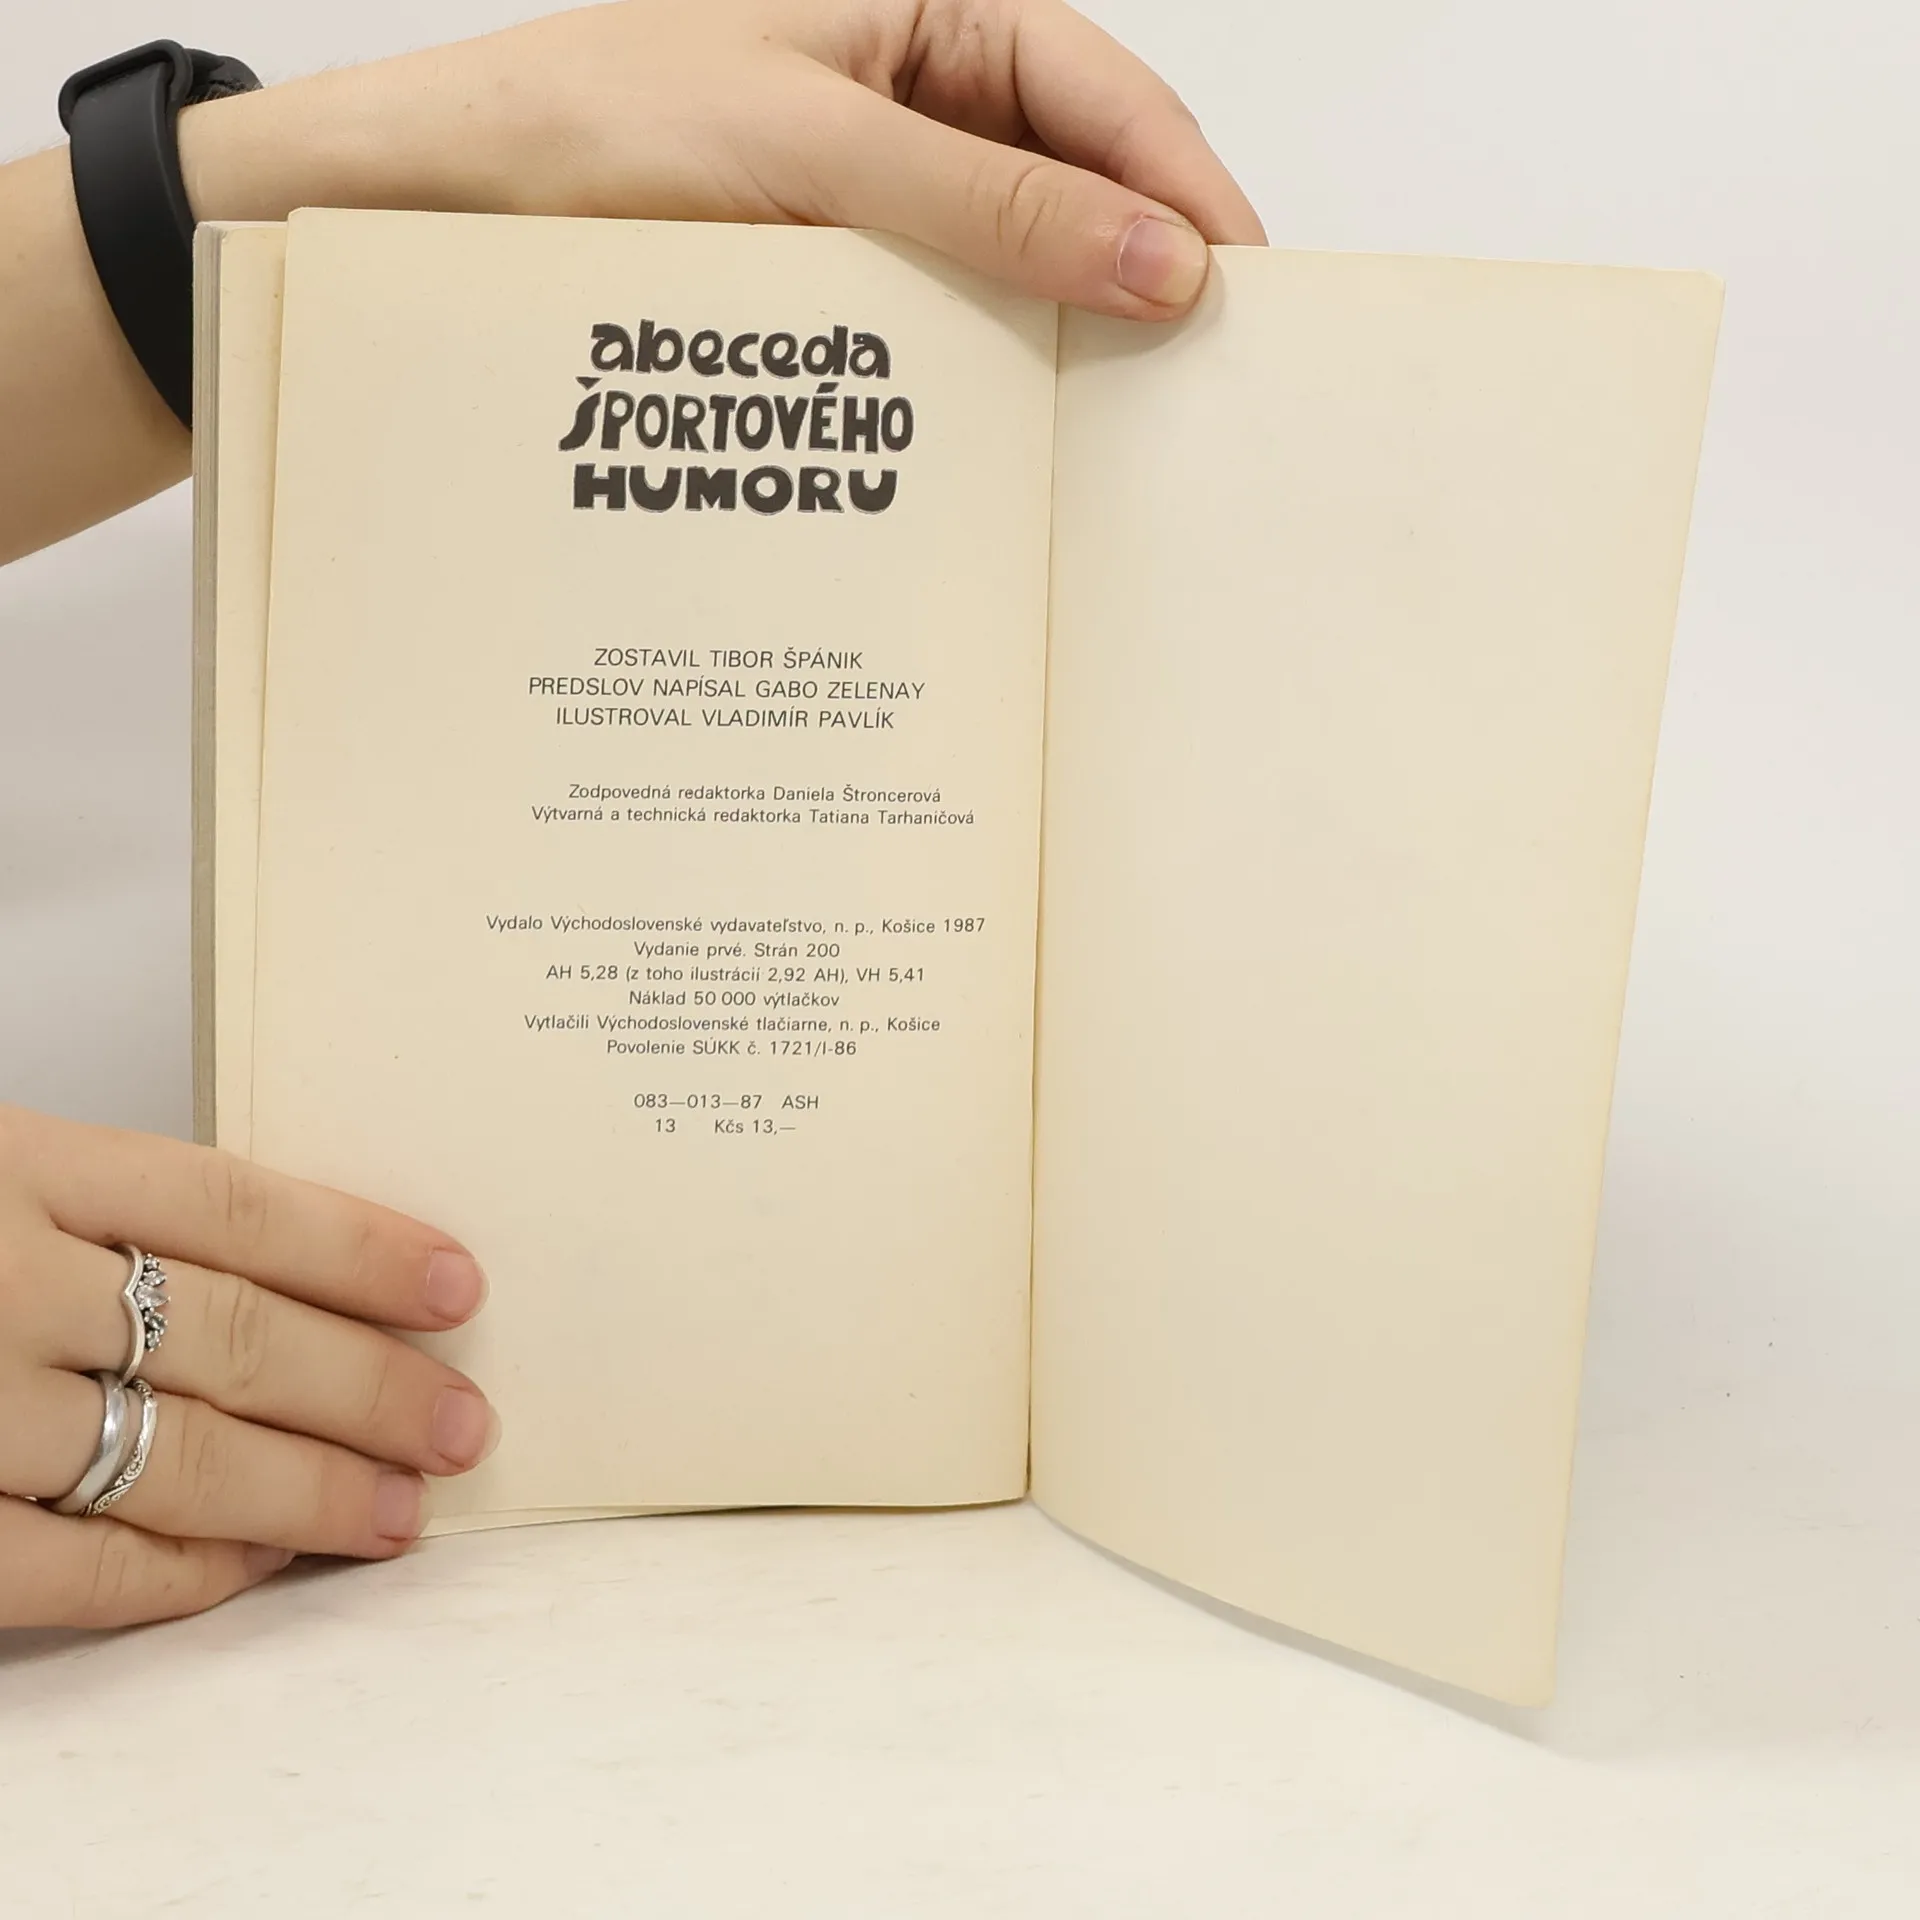 abeceda
ŠPORTOVÉHO
HUMORU
ZOSTAVIL TIBOR ŠPÁNIK
PREDSLOV NAPÍSAL GABO ZELENAY
ILUSTROVAL VLADIMÍR PAVLÍK
Zodpovedná redaktorka Daniela Štroncerová
Výtvarná a technická redaktorka Tatiana Tarhaničová
Vydalo Východoslovenské vydavateľstvo, n. p., Košice 1987
Vydanie prvé. Strán 200
AH 5,28 (z toho ilustrácií 2,92 AH), VH 5,41
Náklad 50 000 výtlačkov
Vytlačili Východoslovenské tlačiarne, n. p., Košice
Povolenie SÚKK č. 1721/I-86
083—013—87 ASH
13 Kčs 13,—